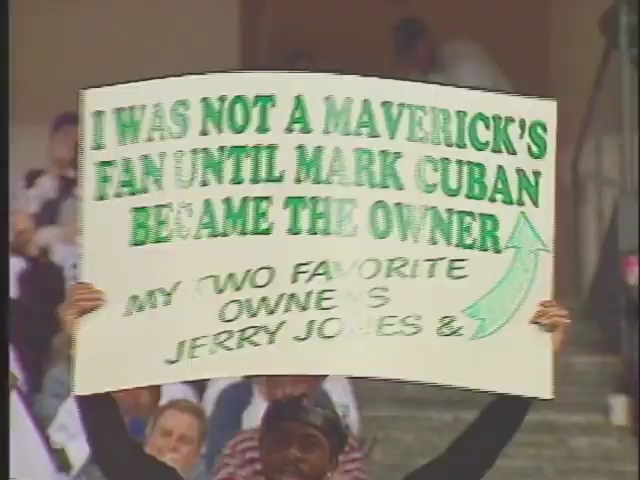 I WAS NOT A MAVERICK'S
FAN UNTIL MARK CUBAN
BECAME THE OWNER
MY TWO FAVORITE
OWNERS
JERRY JONES &